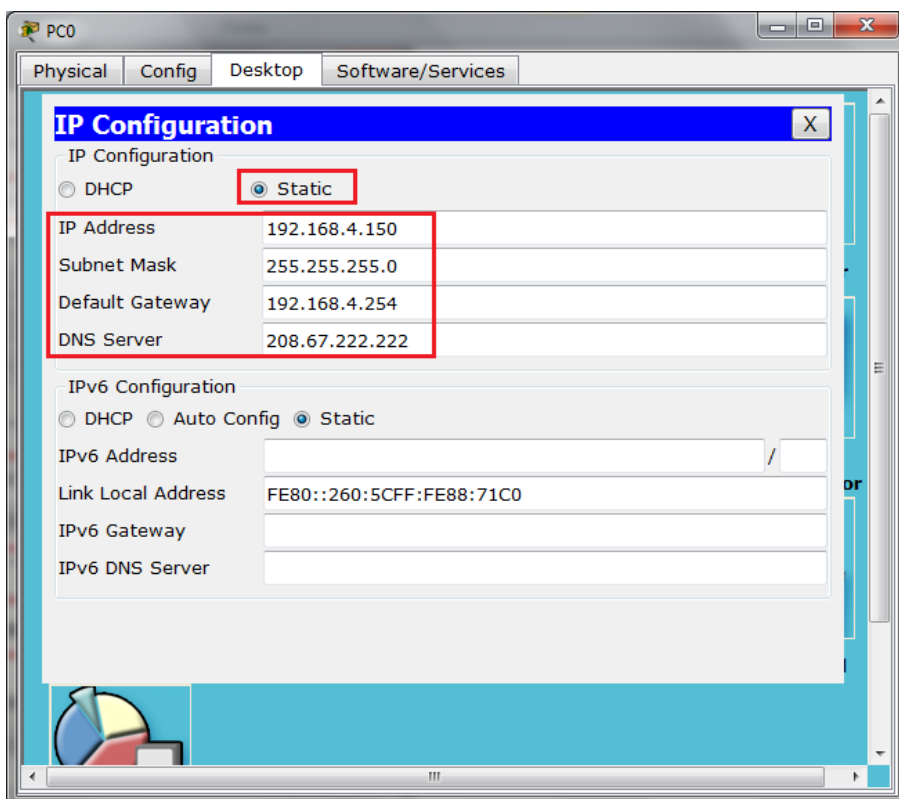 PC0
Physical Config Desktop Software/Services
IP Configuration X
IP Configuration
DHCP Static
IP Address 192.168.4.150
Subnet Mask 255.255.255.0
Default Gateway 192.168.4.254
DNS Server 208.67.222.222
IPv6 Configuration
DHCP Auto Config Static
IPv6 Address /
Link Local Address FE80::260:5CFF:FE88:71C0
IPv6 Gateway
IPv6 DNS Server